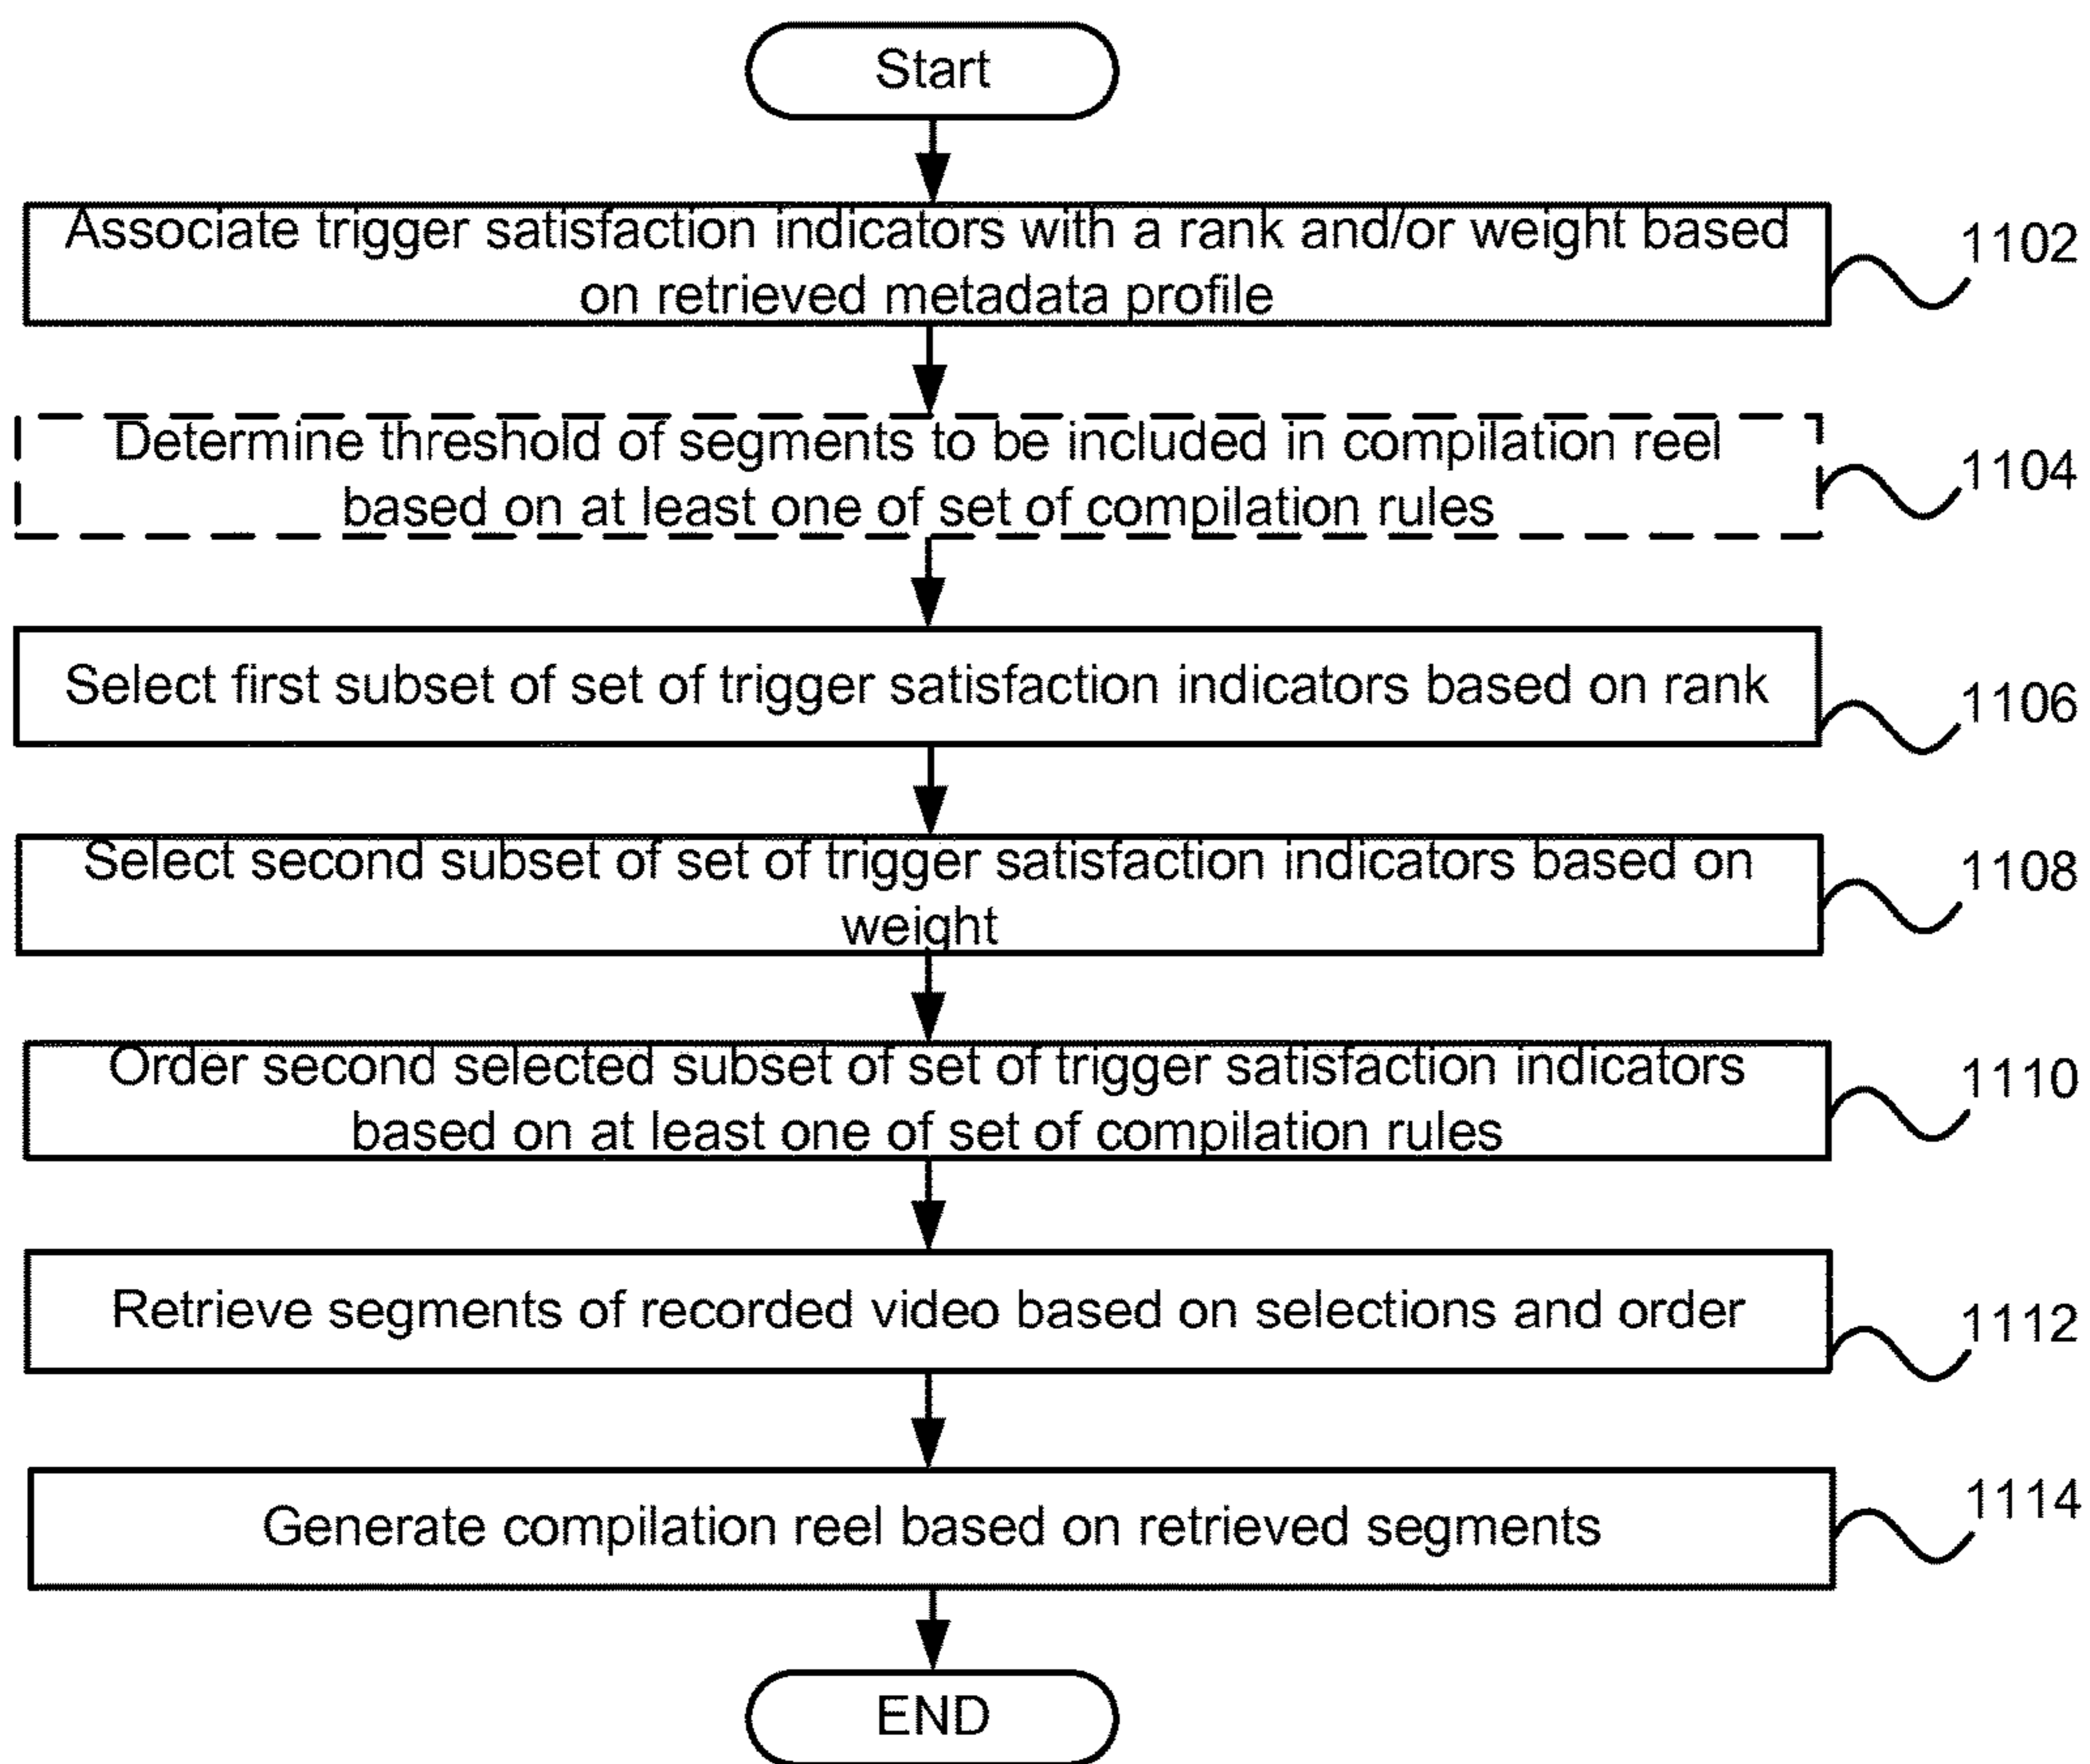 Start
Associate trigger satisfaction indicators with a rank and/or weight based
on retrieved metadata profile
1102
Determine threshold of segments to be included in compilation reel
based on at least one of set of compilation rules
1104
Select first subset of set of trigger satisfaction indicators based on rank
1106
Select second subset of set of trigger satisfaction indicators based on
weight
1108
Order second selected subset of set of trigger satisfaction indicators
based on at least one of set of compilation rules
1110
Retrieve segments of recorded video based on selections and order
1112
Generate compilation reel based on retrieved segments
1114
END